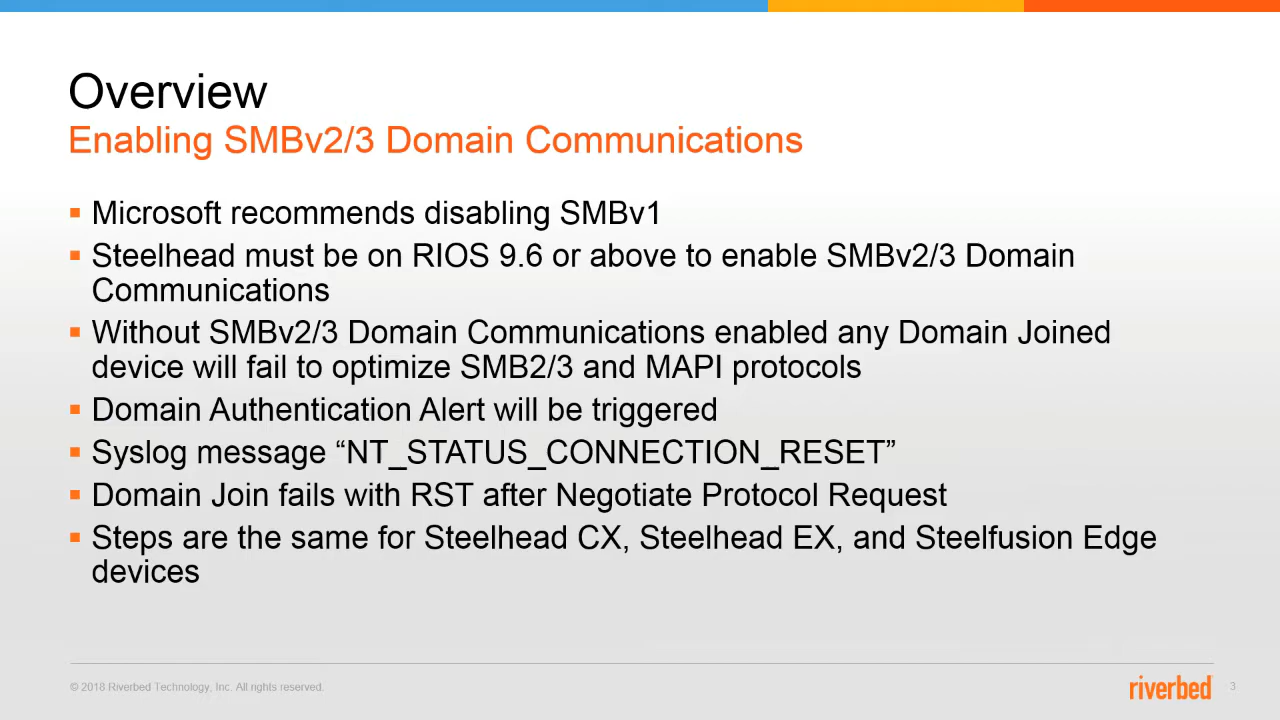 Overview
Enabling SMBv2/3 Domain Communications
▪ Microsoft recommends disabling SMBv1
▪ Steelhead must be on RIOS 9.6 or above to enable SMBv2/3 Domain
Communications
▪ Without SMBv2/3 Domain Communications enabled any Domain Joined
device will fail to optimize SMB2/3 and MAPI protocols
▪ Domain Authentication Alert will be triggered
▪ Syslog message “NT_STATUS_CONNECTION_RESET”
▪ Domain Join fails with RST after Negotiate Protocol Request
▪ Steps are the same for Steelhead CX, Steelhead EX, and Steelfusion Edge
devices
© 2018 Riverbed Technology, Inc. All rights reserved.
riverbed
3